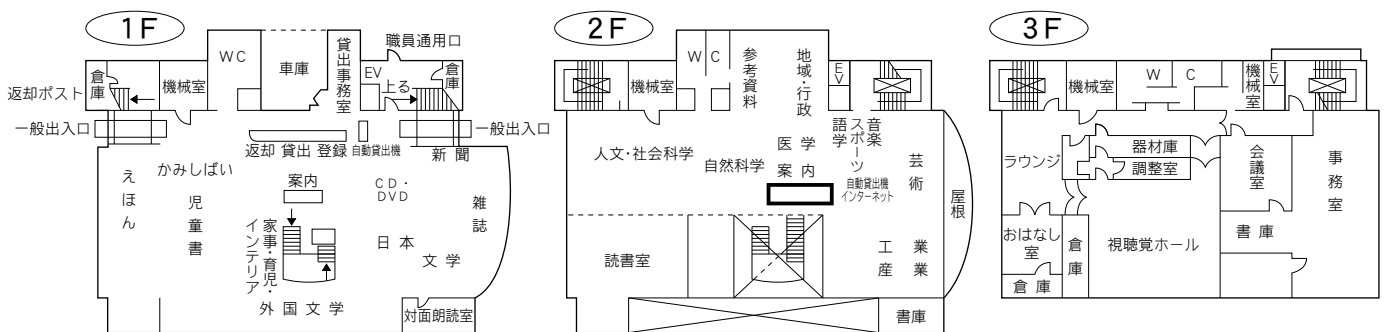 1F
倉庫
機械室
WC
車庫
貸出事務室
職員通用口
EV
上る
倉庫
返却ポスト
一般出入口
一般出入口
返却 貸出 登録
自動貸出機
新聞
えほん
かみしばい
児童書
案内
CD・
DVD
雑誌
家事・育児・
インテリア
日本
文学
外国文学
対面朗読室
2F
機械室
WC
参考資料
地域・行政
EV
人文・社会科学
自然科学
医学
案内
語学
スポーツ
音楽
芸術
自動貸出機
インターネット
屋根
読書室
工業
産業
書庫
3F
機械室
WC
機械室
EV
ラウンジ
器材庫
調整室
会議室
事務室
おはなし
室
倉庫
倉庫
視聴覚ホール
書庫